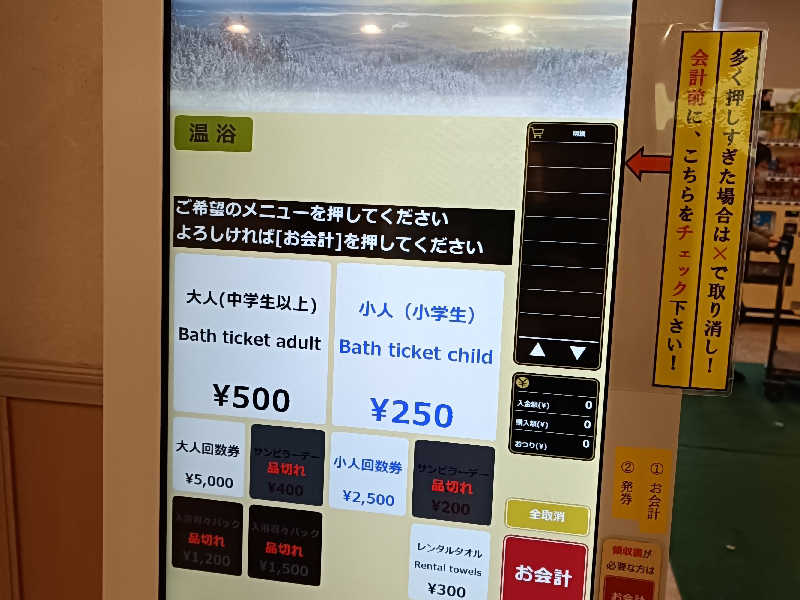 温浴
ご希望のメニューを押してください
よろしければ[お会計]を押してください
大人(中学生以上)
Bath ticket adult
¥500
小人（小学生）
Bath ticket child
¥250
大人回数券
¥5,000
サンピラーデー
品切れ
¥400
小人回数券
¥2,500
サンピラーデー
品切れ
¥200
品切れ
¥1,200
品切れ
¥1,500
レンタルタオル
Rental towels
¥300
明細
入金額(¥) 0
購入額(¥) 0
おつり(¥) 0
全取消
お会計
多く押しすぎた場合は×で取り消し！
会計前に、こちらをチェック下さい！
①お会計
②発券
領収書が
必要な方は
お会計